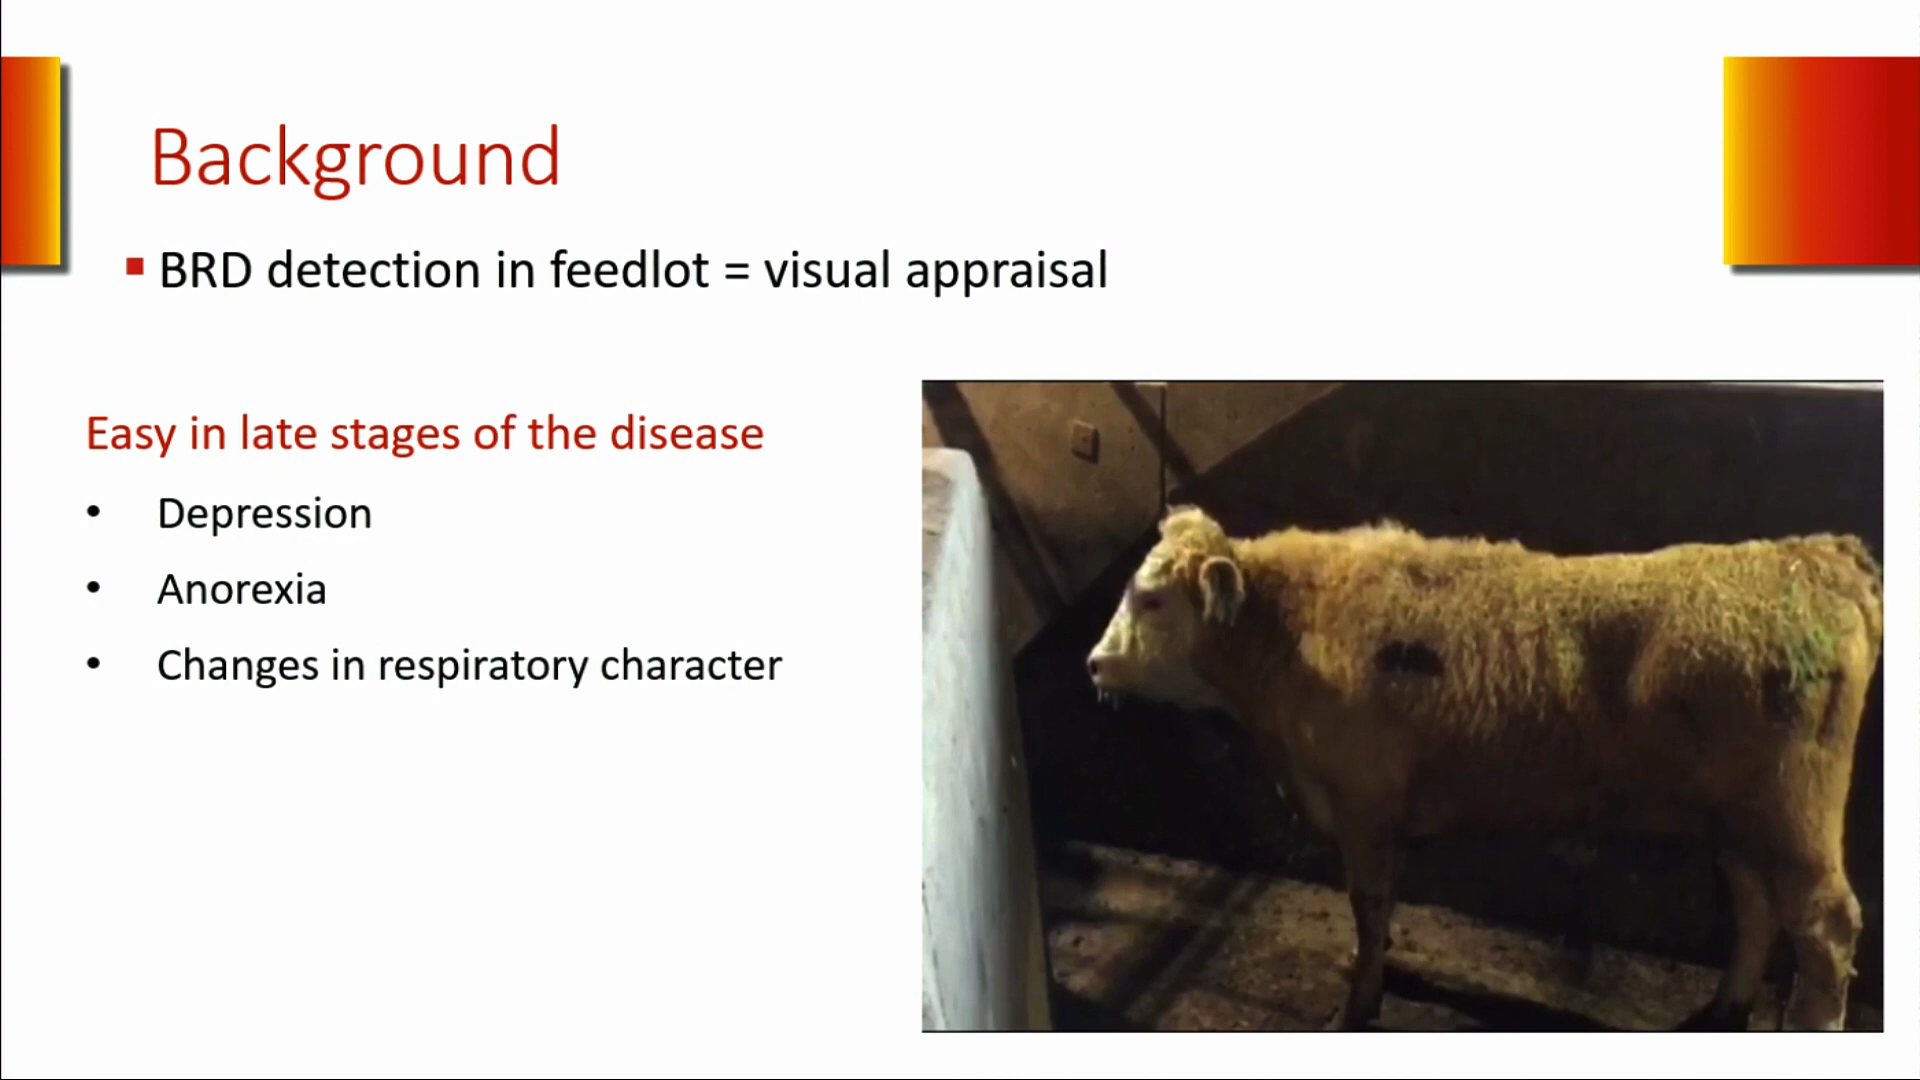 Background
▪ BRD detection in feedlot = visual appraisal
Easy in late stages of the disease
• Depression
• Anorexia
• Changes in respiratory character